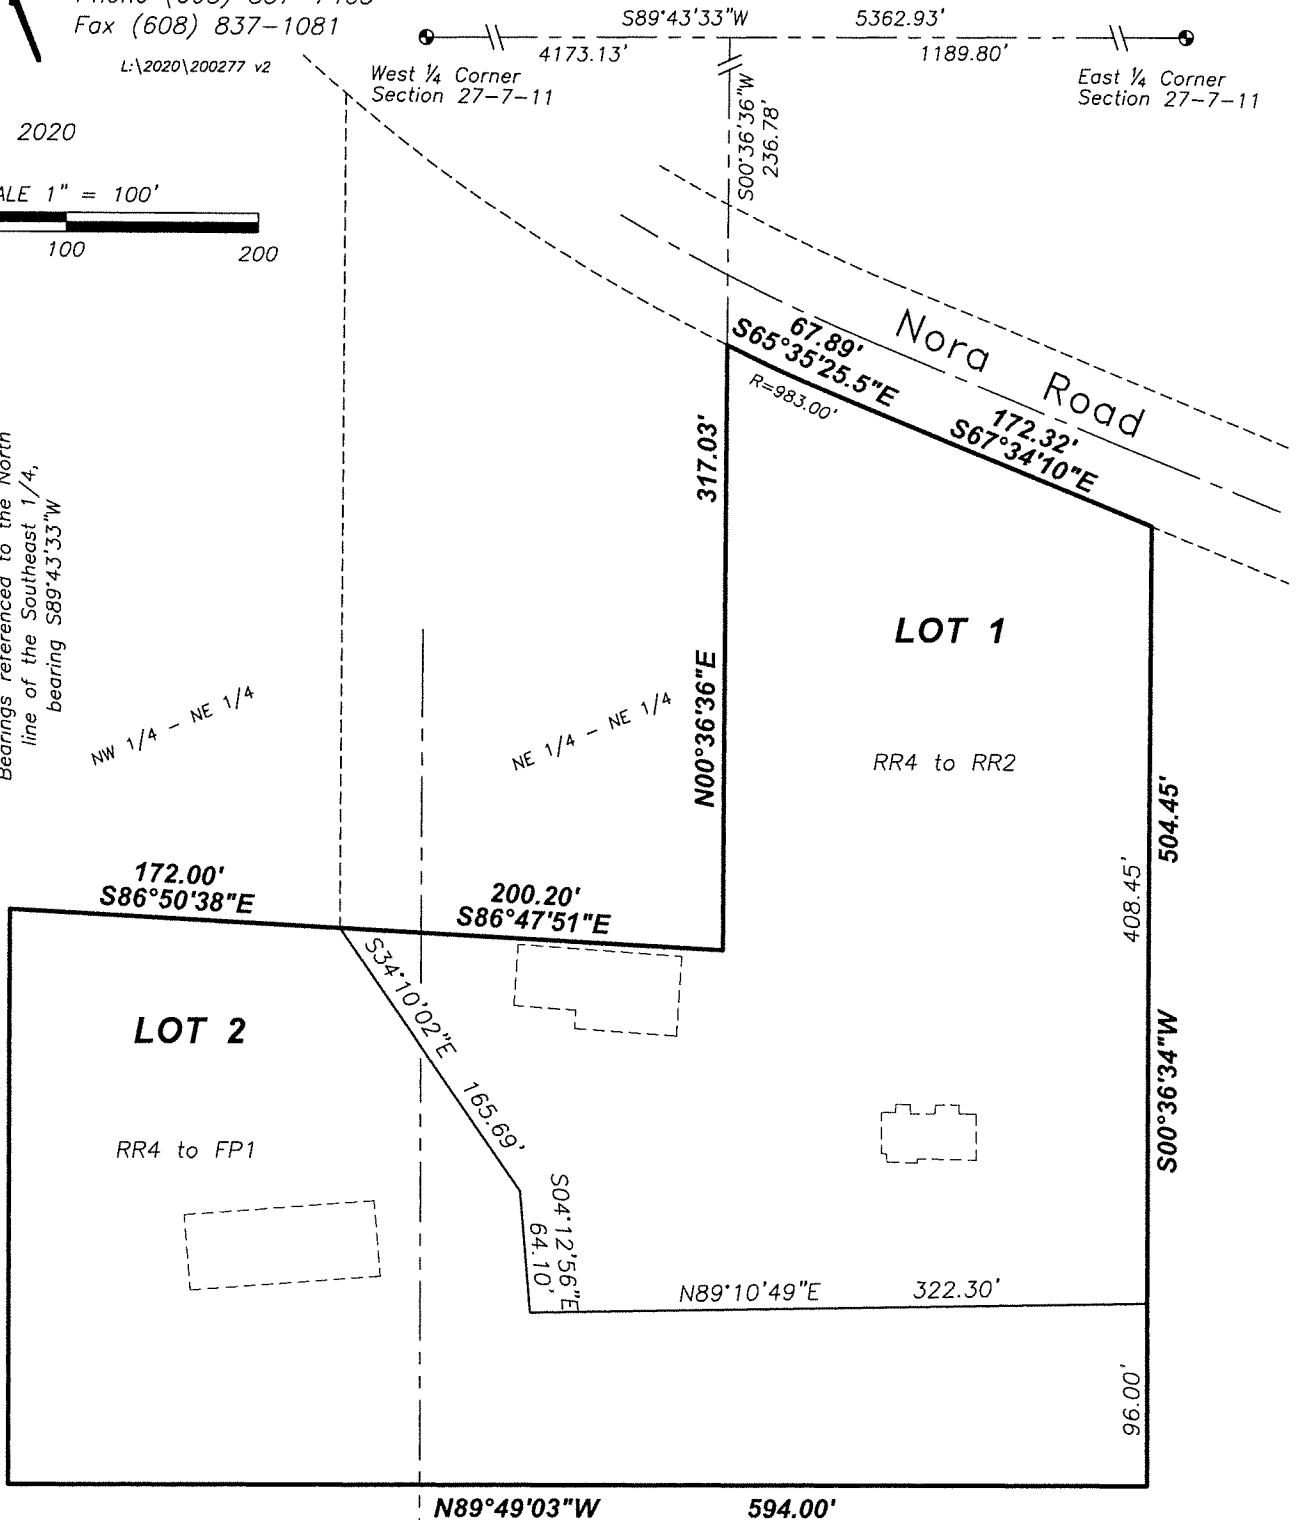 Fax (608) 837-1081
L:\2020\200277 v2
2020
S89°43'33"W 5362.93'
4173.13' 1189.80'
West ¼ Corner
Section 27-7-11
East ¼ Corner
Section 27-7-11
S00°36'36"W
236.78'
1" = 100'
100 200
Nora Road
67.89'
S65°35'25.5"E
R=983.00'
172.32'
S67°34'10"E
317.03'
N00°36'36"E
Bearings referenced to the North
line of the Southeast 1/4,
bearing S89°43'33"W
NW 1/4 - NE 1/4
NE 1/4 - NE 1/4
LOT 1
RR4 to RR2
504.45'
408.45'
S00°36'34"W
172.00'
S86°50'38"E
200.20'
S86°47'51"E
LOT 2
RR4 to FP1
S34°10'02"E 165.69'
S04°12'56"E
64.10'
N89°10'49"E 322.30'
96.00'
N89°49'03"W 594.00'